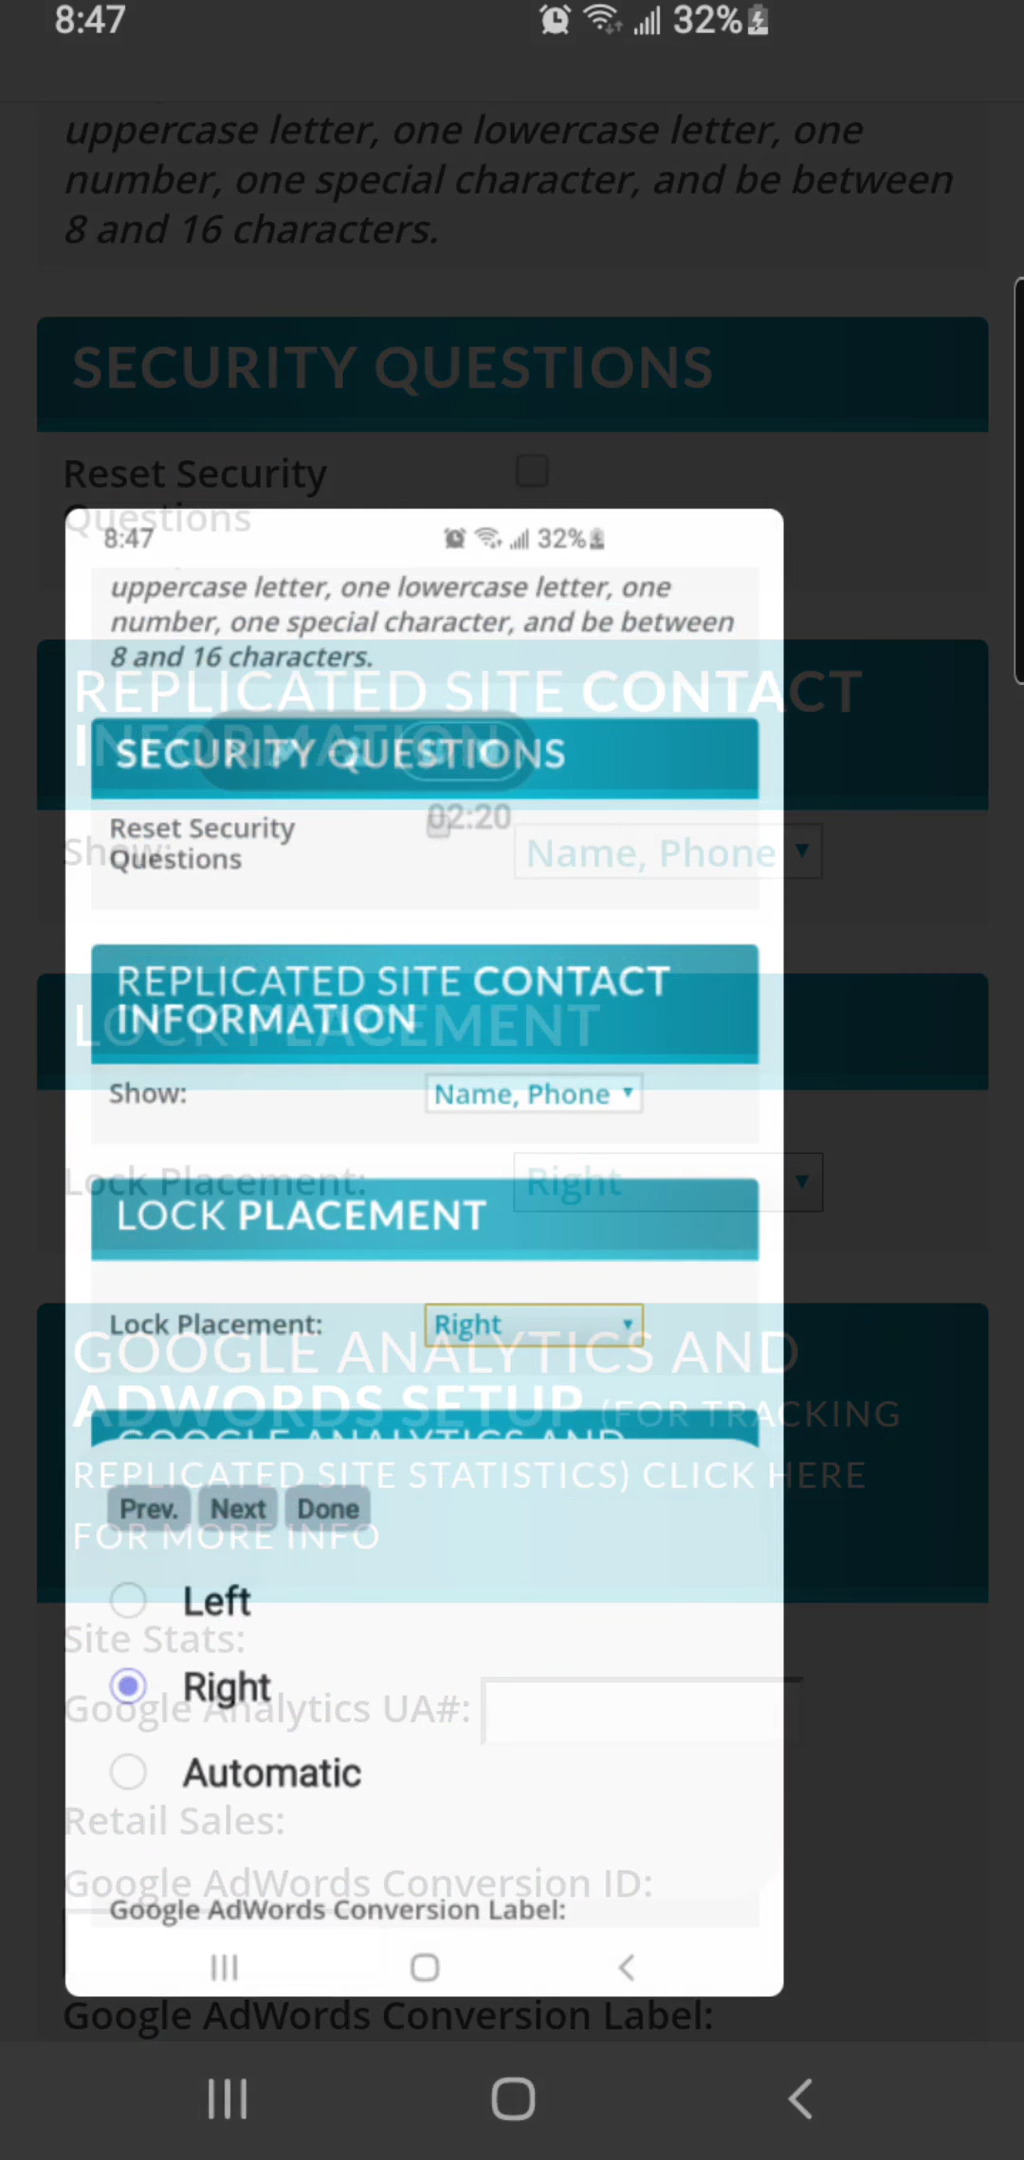 8:47
32%
uppercase letter, one lowercase letter, one
number, one special character, and be between
8 and 16 characters.
SECURITY QUESTIONS
Reset Security
Questions
8:47
32%
uppercase letter, one lowercase letter, one
number, one special character, and be between
8 and 16 characters.
REPLICATED SITE CONTACT
INFORMATION
SECURITY QUESTIONS
02:20
Reset Security
Questions
Show:
Name, Phone
REPLICATED SITE CONTACT
INFORMATION
LOCK PLACEMENT
Show:
Name, Phone
Lock Placement:
Right
LOCK PLACEMENT
Lock Placement:
Right
GOOGLE ANALYTICS AND
ADWORDS SETUP (FOR TRACKING
GOOGLE ANALYTICS AND
REPLICATED SITE STATISTICS) CLICK HERE
FOR MORE INFO
Prev. Next Done
Left
Site Stats:
Right
Google Analytics UA#:
Automatic
Retail Sales:
Google AdWords Conversion ID:
Google AdWords Conversion Label:
Google AdWords Conversion Label: